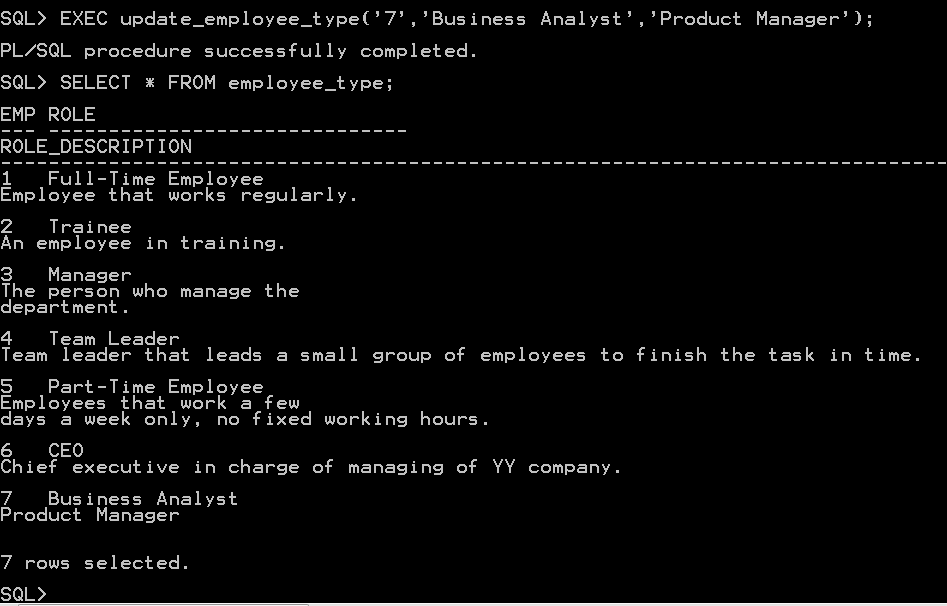 SQL> EXEC update_employee_type('7','Business Analyst','Product Manager');
PL/SQL procedure successfully completed.
SQL> SELECT * FROM employee_type;
EMP ROLE
--- ------------------------------
ROLE_DESCRIPTION
-------------------------------------------------------------------------------
1   Full-Time Employee
Employee that works regularly.
2   Trainee
An employee in training.
3   Manager
The person who manage the
department.
4   Team Leader
Team leader that leads a small group of employees to finish the task in time.
5   Part-Time Employee
Employees that work a few
days a week only, no fixed working hours.
6   CEO
Chief executive in charge of managing of YY company.
7   Business Analyst
Product Manager
7 rows selected.
SQL>